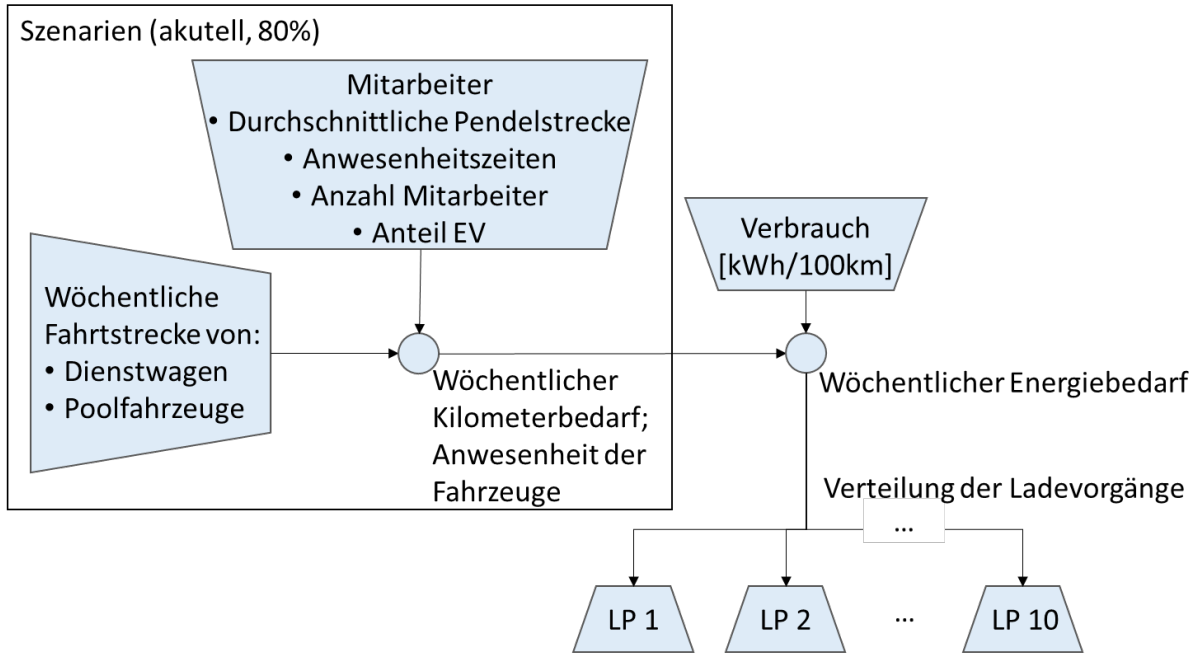 Szenarien (akutell, 80%)
Mitarbeiter
• Durchschnittliche Pendelstrecke
• Anwesenheitszeiten
• Anzahl Mitarbeiter
• Anteil EV
Verbrauch
[kWh/100km]
Wöchentliche
Fahrtstrecke von:
• Dienstwagen
• Poolfahrzeuge
Wöchentlicher
Kilometerbedarf;
Anwesenheit der
Fahrzeuge
Wöchentlicher Energiebedarf
Verteilung der Ladevorgänge
...
LP 1
LP 2
...
LP 10